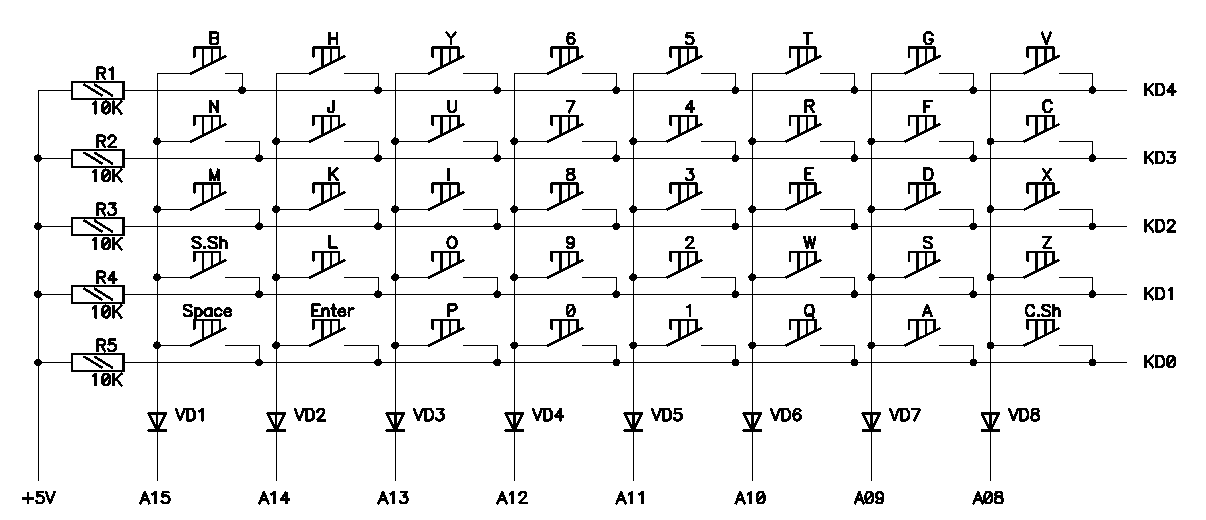 B H Y 6 5 T G V
R1
10K
KD4
N J U 7 4 R F C
R2
10K
KD3
M K I 8 3 E D X
R3
10K
KD2
S.Sh L O 9 2 W S Z
R4
10K
KD1
Space Enter P 0 1 Q A C.Sh
R5
10K
KD0
VD1 VD2 VD3 VD4 VD5 VD6 VD7 VD8
+5V A15 A14 A13 A12 A11 A10 A09 A08